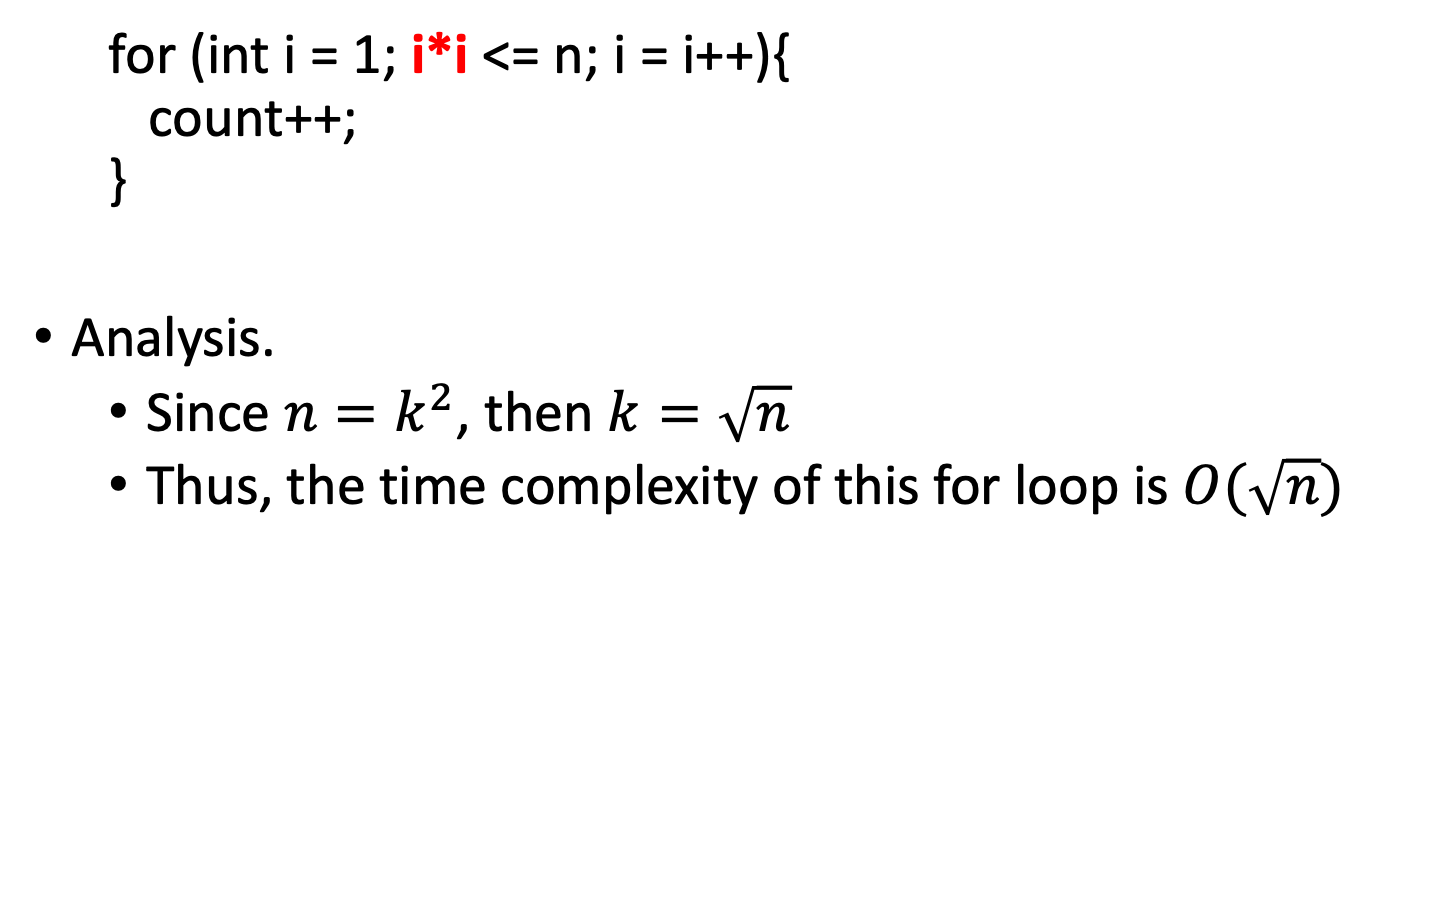 for (int i = 1; i*i <= n; i = i++){
count++;
}
• Analysis.
• Since n = k², then k = √n
• Thus, the time complexity of this for loop is O(√n)